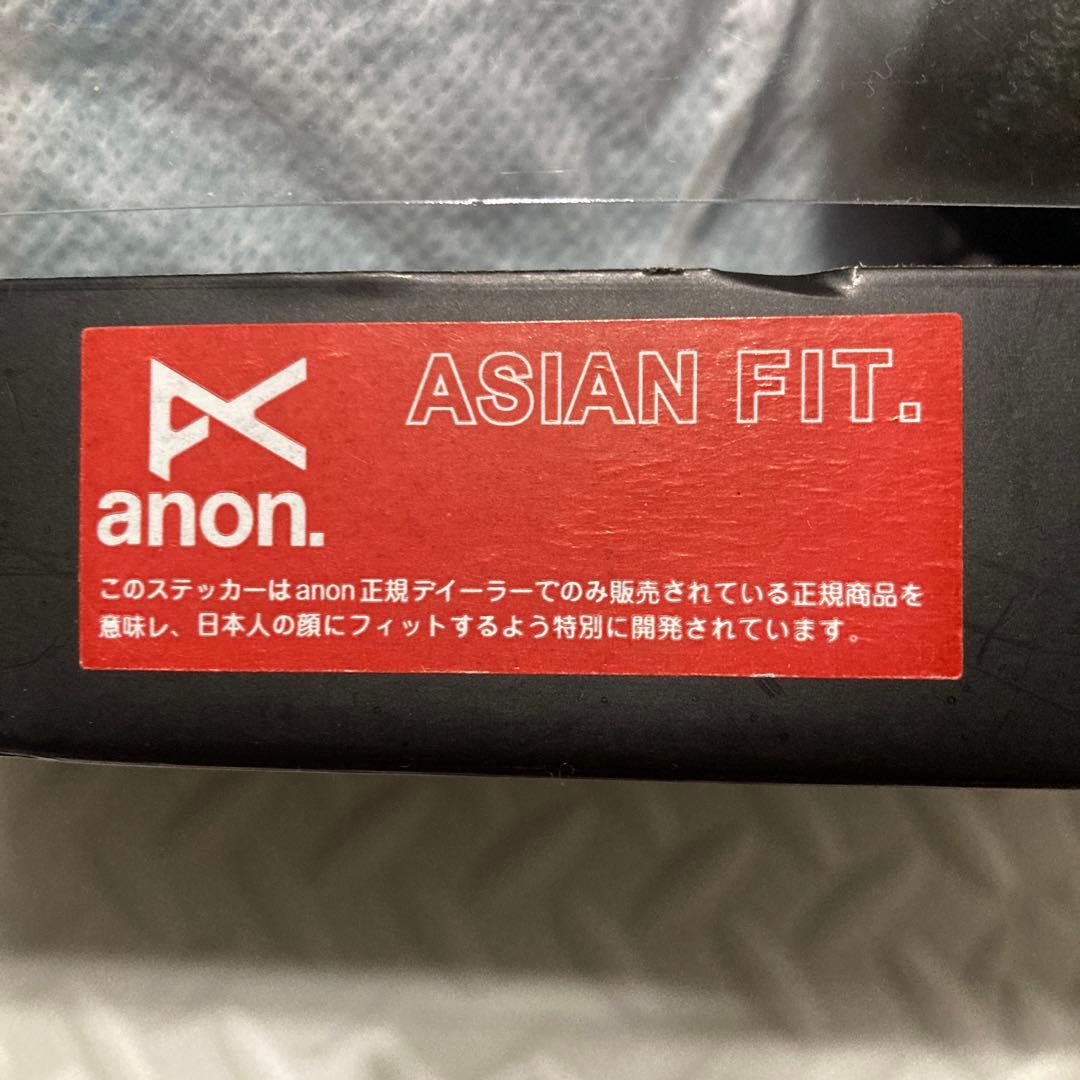 ASIAN FIT.
anon.
このステッカーはanon正規デイーラーでのみ販売されている正規商品を
意味レ、日本人の顔にフィットするよう特別に開発されています。